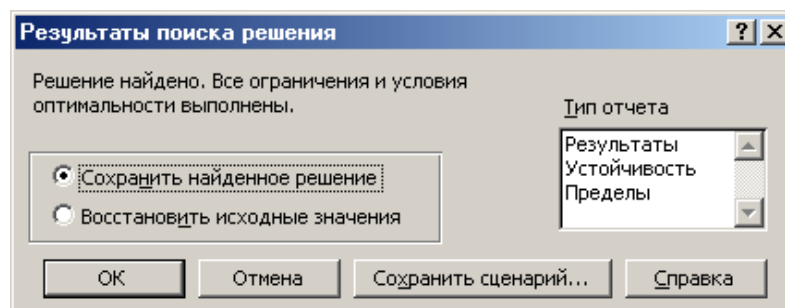 Результаты поиска решения
Решение найдено. Все ограничения и условия
оптимальности выполнены.
Тип отчета
Результаты
Устойчивость
Пределы
Сохранить найденное решение
Восстановить исходные значения
ОК Отмена Сохранить сценарий... Справка